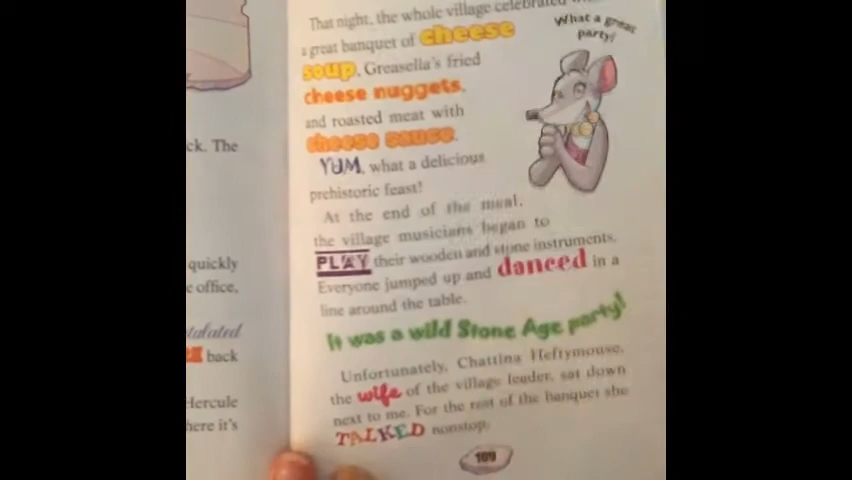 ck. The
quickly
e office,
tulated
back
Hercule
here it's
That night, the whole village celebrated
a great banquet of cheese
soup, Greasella's fried
cheese nuggets,
and roasted meat with
cheese sauce.
YUM, what a delicious
prehistoric feast!
What a great
party!
At the end of the meal,
the village musicians began to
PLAY their wooden and stone instruments.
Everyone jumped up and danced in a
line around the table.
It was a wild Stone Age party!
Unfortunately, Chattina Heftymouse,
the wife of the village leader, sat down
next to me. For the rest of the banquet she
TALKED nonstop.
109